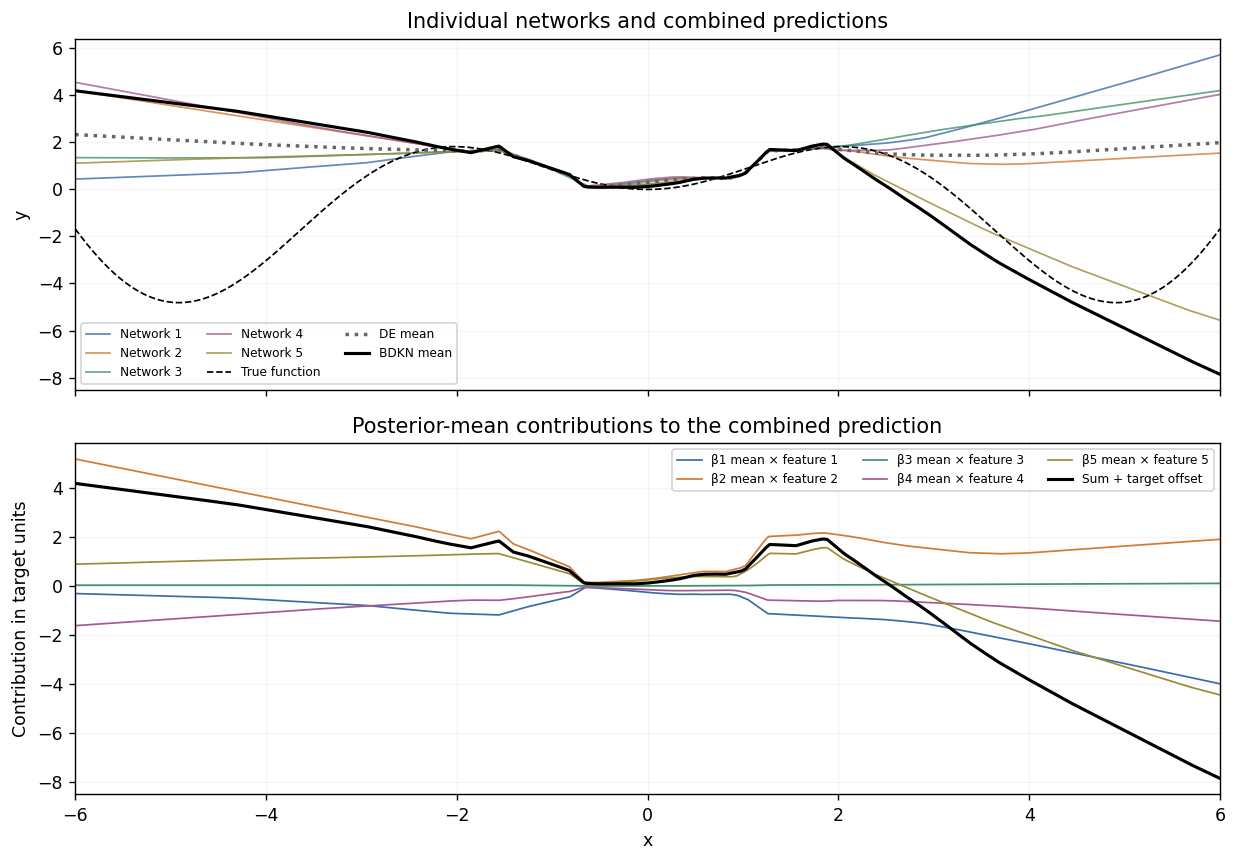 Individual networks and combined predictions
6
4
2
0
−2
−4
−6
−8
y
Network 1
Network 2
Network 3
Network 4
Network 5
True function
DE mean
BDKN mean
Posterior-mean contributions to the combined prediction
4
2
0
−2
−4
−6
−8
Contribution in target units
β1 mean × feature 1
β2 mean × feature 2
β3 mean × feature 3
β4 mean × feature 4
β5 mean × feature 5
Sum + target offset
−6 −4 −2 0 2 4 6
x